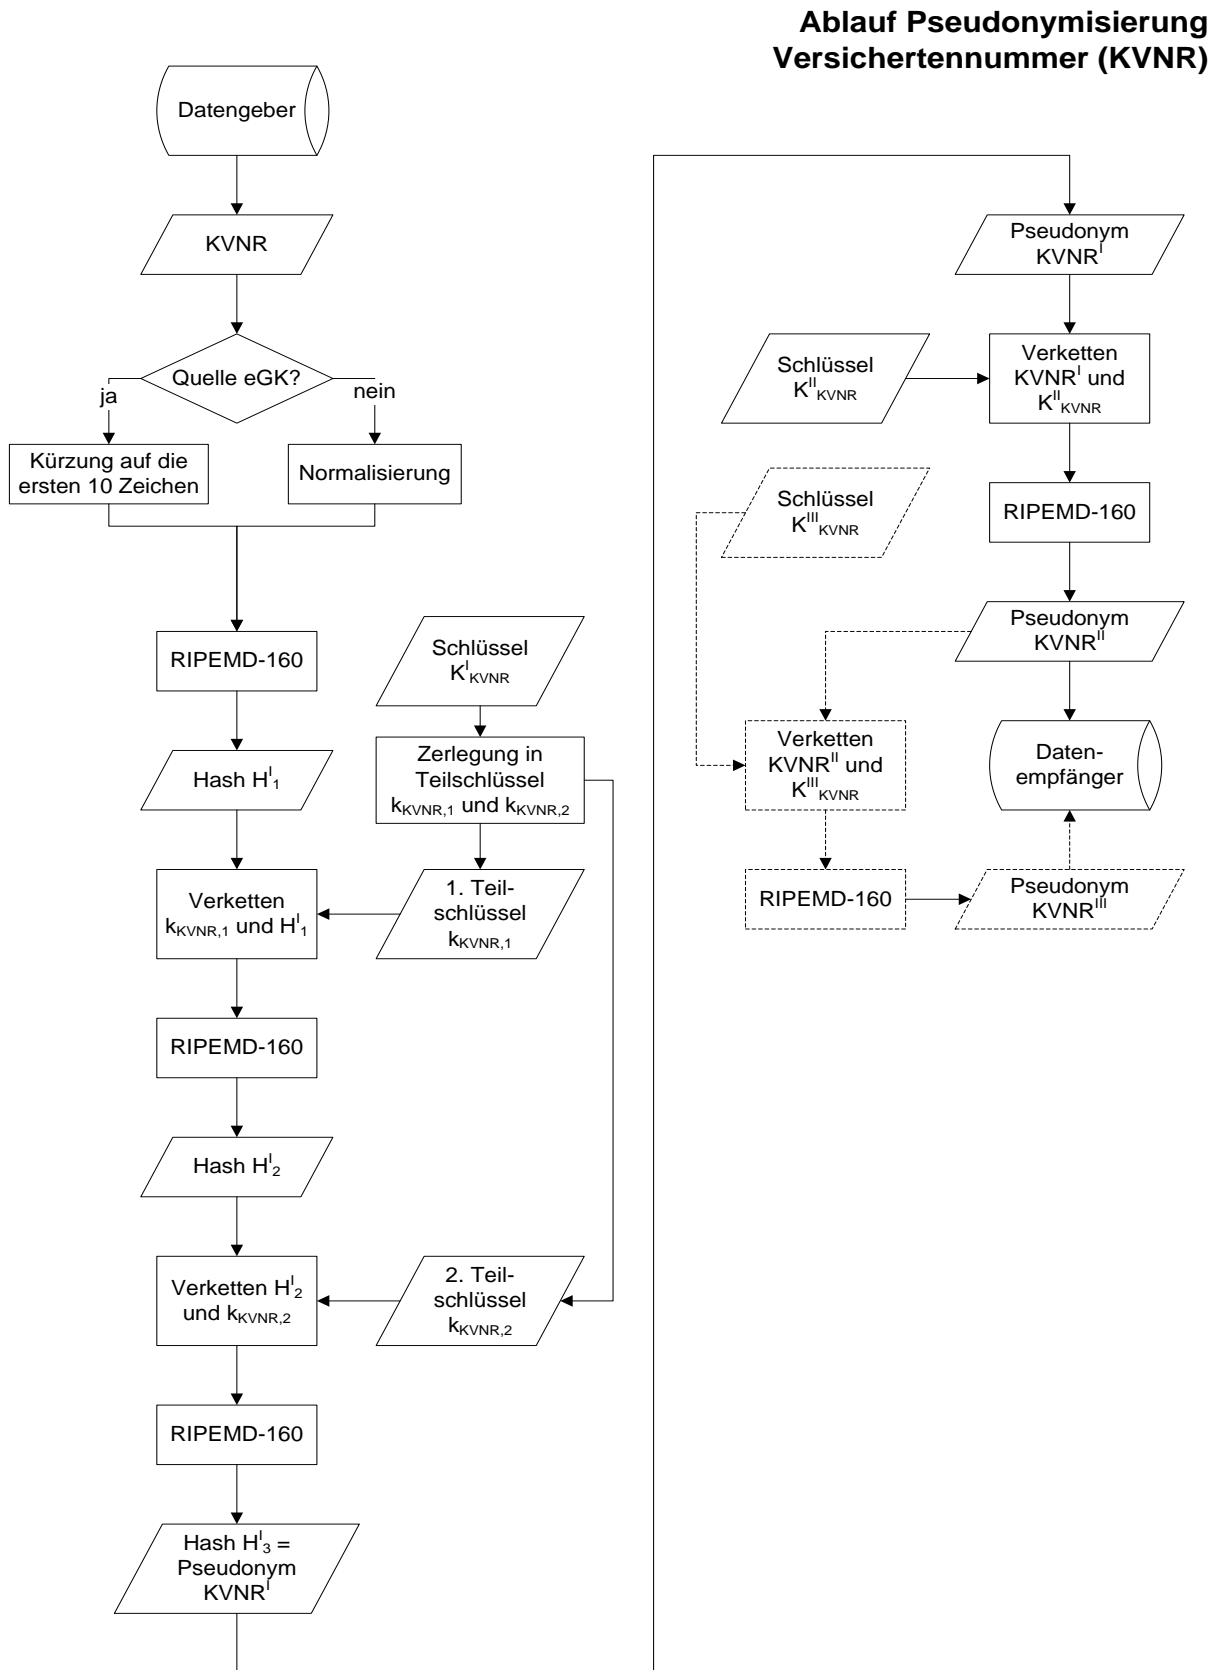 Ablauf Pseudonymisierung
Versichertennummer (KVNR)
Datengeber
KVNR
Quelle eGK?
ja
nein
Kürzung auf die
ersten 10 Zeichen
Normalisierung
RIPEMD-160
Schlüssel
K^I_KVNR
Hash H^I_1
Zerlegung in
Teilschlüssel
k_KVNR,1 und k_KVNR,2
Verketten
k_KVNR,1 und H^I_1
1. Teil-
schlüssel
k_KVNR,1
RIPEMD-160
Hash H^I_2
Verketten H^I_2
und k_KVNR,2
2. Teil-
schlüssel
k_KVNR,2
RIPEMD-160
Hash H^I_3 =
Pseudonym
KVNR^I
Pseudonym
KVNR^I
Schlüssel
K^II_KVNR
Verketten
KVNR^I und
K^II_KVNR
Schlüssel
K^III_KVNR
RIPEMD-160
Pseudonym
KVNR^II
Verketten
KVNR^II und
K^III_KVNR
Daten-
empfänger
RIPEMD-160
Pseudonym
KVNR^III